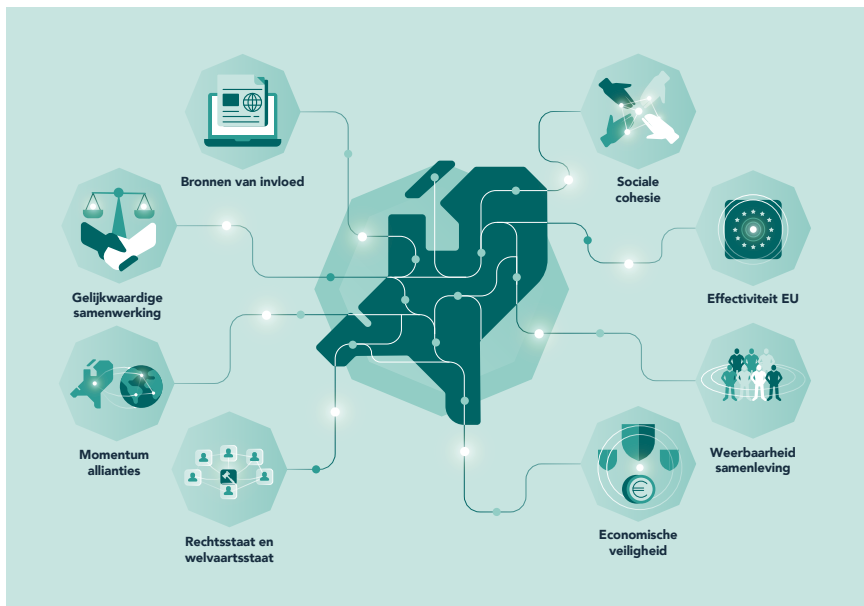 Bronnen van invloed
Sociale
cohesie
Gelijkwaardige
samenwerking
Effectiviteit EU
Momentum
allianties
Weerbaarheid
samenleving
Rechtsstaat en
welvaartsstaat
Economische
veiligheid
€